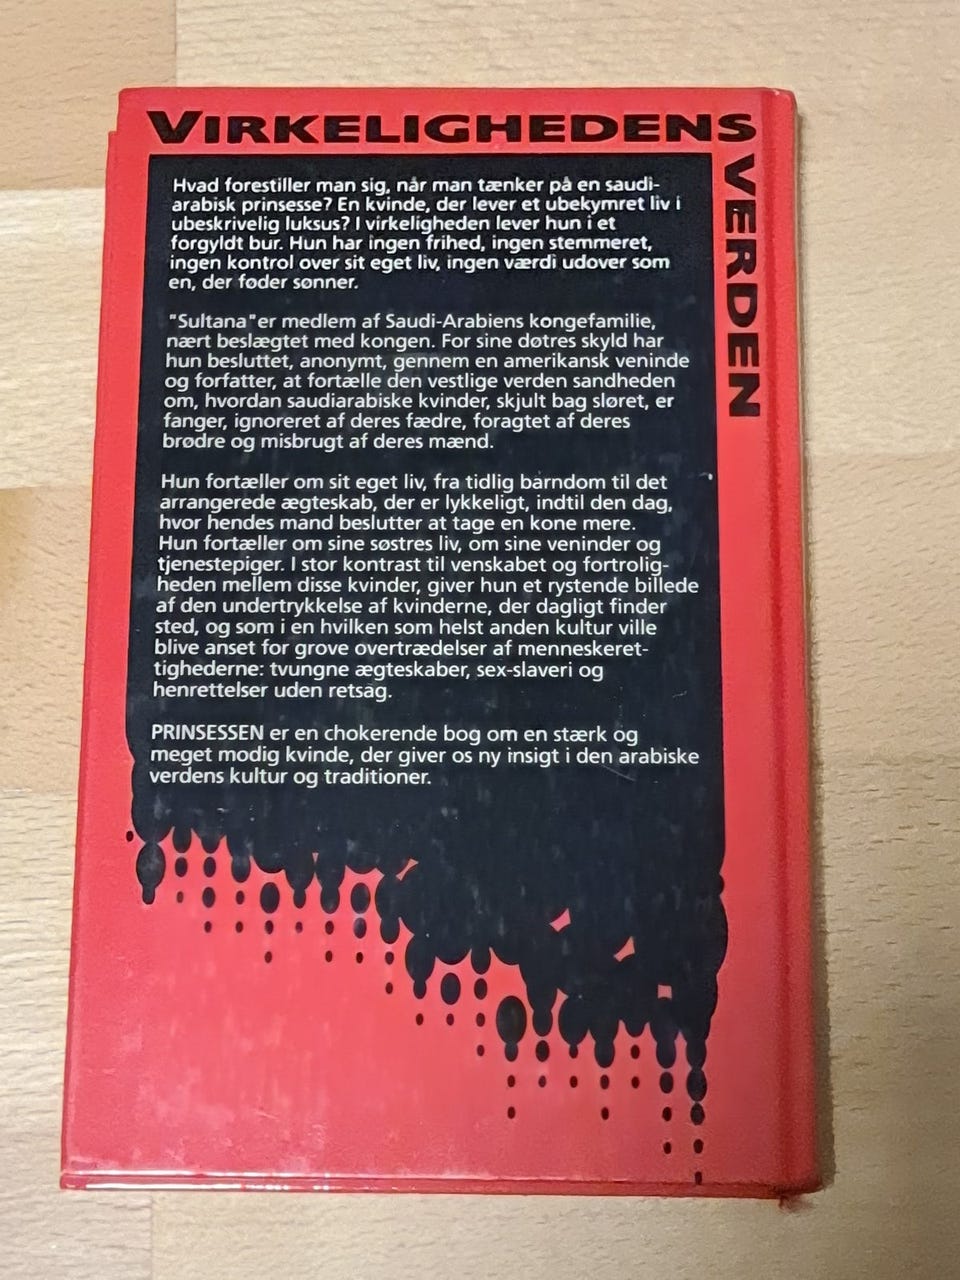 VIRKELIGHEDENS
VERDEN
Hvad forestiller man sig, når man tænker på en saudi-
arabisk prinsesse? En kvinde, der lever et ubekymret liv i
ubeskrivelig luksus? I virkeligheden lever hun i et
forgyldt bur. Hun har ingen frihed, ingen stemmeret,
ingen kontrol over sit eget liv, ingen værdi udover som
en, der føder sønner.
"Sultana"er medlem af Saudi-Arabiens kongefamilie,
nært beslægtet med kongen. For sine døtres skyld har
hun besluttet, anonymt, gennem en amerikansk veninde
og forfatter, at fortælle den vestlige verden sandheden
om, hvordan saudiarabiske kvinder, skjult bag sløret, er
fanger, ignoreret af deres fædre, foragtet af deres
brødre og misbrugt af deres mænd.
Hun fortæller om sit eget liv, fra tidlig barndom til det
arrangerede ægteskab, der er lykkeligt, indtil den dag,
hvor hendes mand beslutter at tage en kone mere.
Hun fortæller om sine søstres liv, om sine veninder og
tjenestepiger. I stor kontrast til venskabet og fortrolig-
heden mellem disse kvinder, giver hun et rystende billede
af den undertrykkelse af kvinderne, der dagligt finder
sted, og som i en hvilken som helst anden kultur ville
blive anset for grove overtrædelser af menneskeret-
tighederne: tvungne ægteskaber, sex-slaveri og
henrettelser uden retsag.
PRINSESSEN er en chokerende bog om en stærk og
meget modig kvinde, der giver os ny insigt i den arabiske
verdens kultur og traditioner.